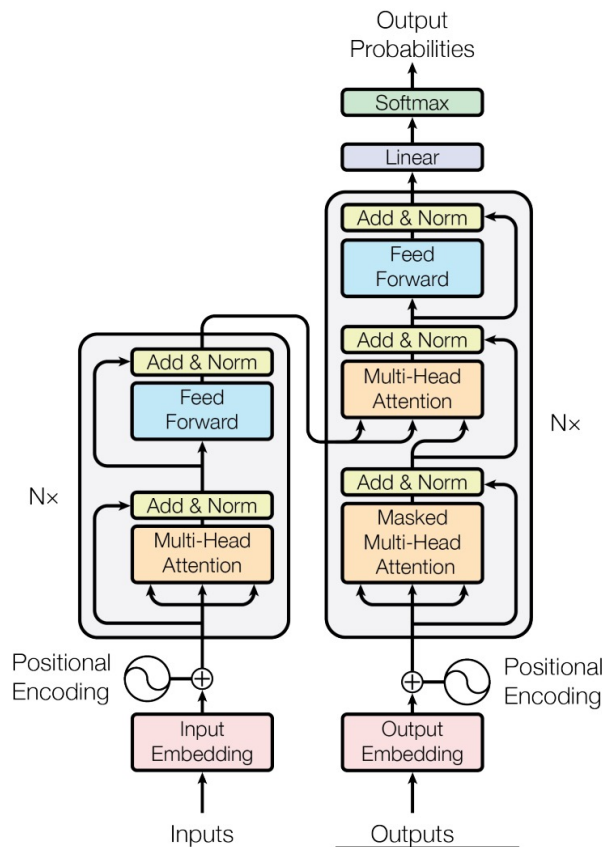 Output
Probabilities
Softmax
Linear
Add & Norm
Feed
Forward
Add & Norm
Multi-Head
Attention
Add & Norm
Masked
Multi-Head
Attention
N×
Positional
Encoding
Output
Embedding
Outputs
Add & Norm
Feed
Forward
Add & Norm
Multi-Head
Attention
N×
Positional
Encoding
Input
Embedding
Inputs